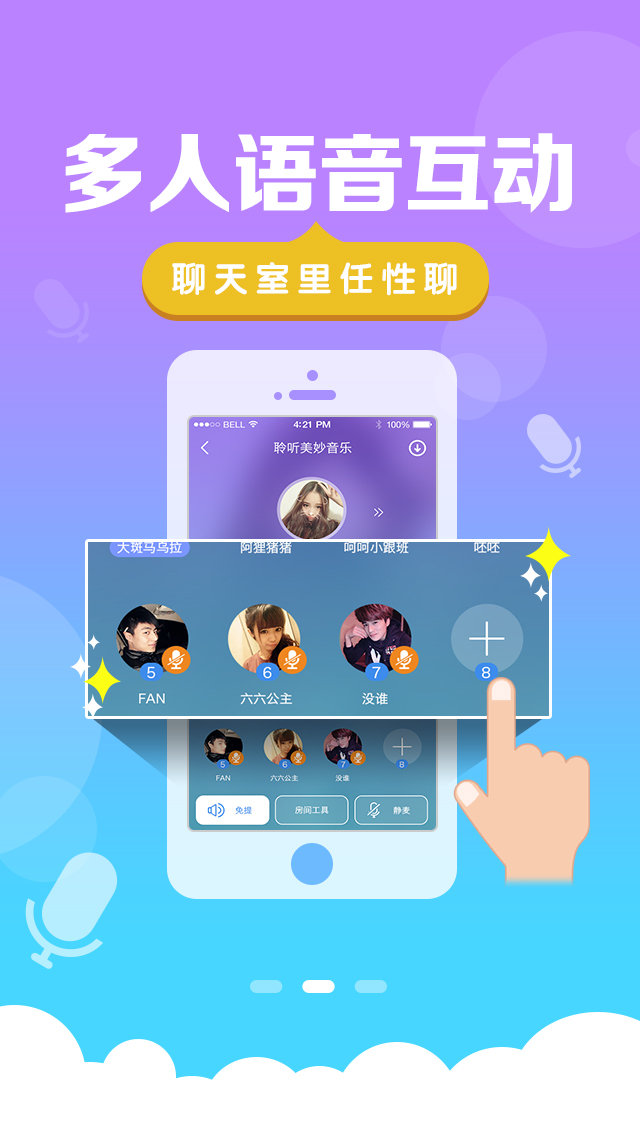 多人语音互动
聊天室里任性聊
BELL 4:21 PM 100%
聆听美妙音乐
大斑马乌拉 阿狸猪猪 呵呵小跟班 呸呸
5 6 7 8
FAN 六六公主 没谁
5 6 7 8
FAN 六六公主 没谁
免提 房间工具 静麦